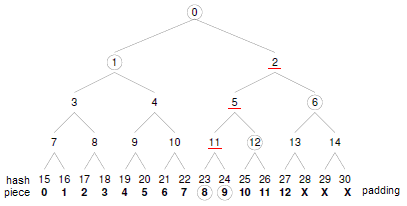 0
1 2
3 4 5 6
7 8 9 10 11 12 13 14
hash 15 16 17 18 19 20 21 22 23 24 25 26 27 28 29 30
piece 0 1 2 3 4 5 6 7 8 9 10 11 12 X X X padding